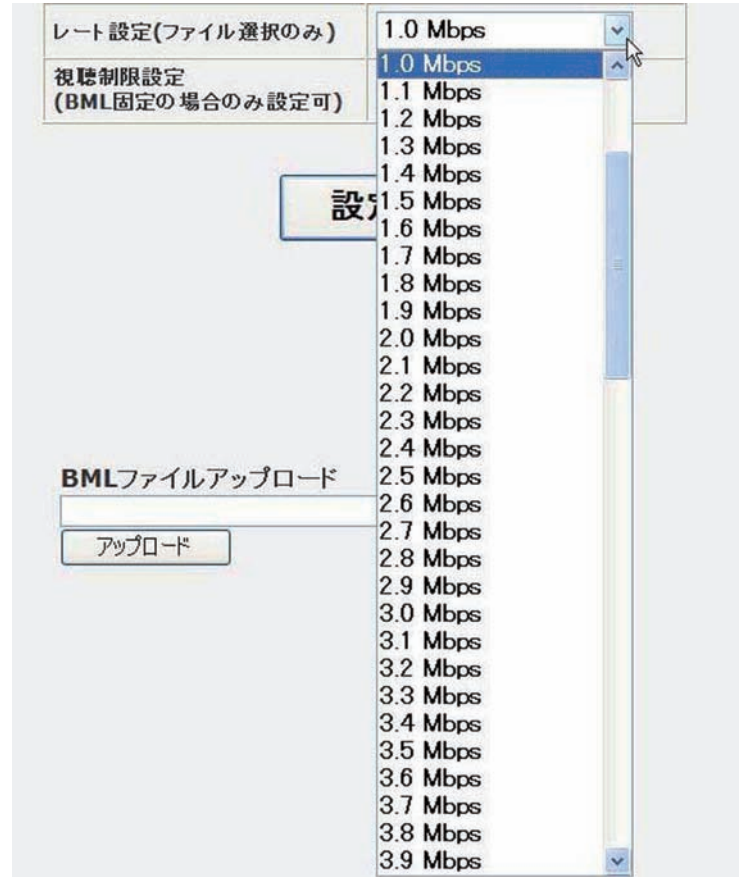 レート設定(ファイル選択のみ)
1.0 Mbps
視聴制限設定
(BML固定の場合のみ設定可)
1.0 Mbps
1.1 Mbps
1.2 Mbps
1.3 Mbps
1.4 Mbps
1.5 Mbps
1.6 Mbps
1.7 Mbps
1.8 Mbps
1.9 Mbps
2.0 Mbps
2.1 Mbps
2.2 Mbps
2.3 Mbps
2.4 Mbps
2.5 Mbps
2.6 Mbps
2.7 Mbps
2.8 Mbps
2.9 Mbps
3.0 Mbps
3.1 Mbps
3.2 Mbps
3.3 Mbps
3.4 Mbps
3.5 Mbps
3.6 Mbps
3.7 Mbps
3.8 Mbps
3.9 Mbps
設
BMLファイルアップロード
アップロード